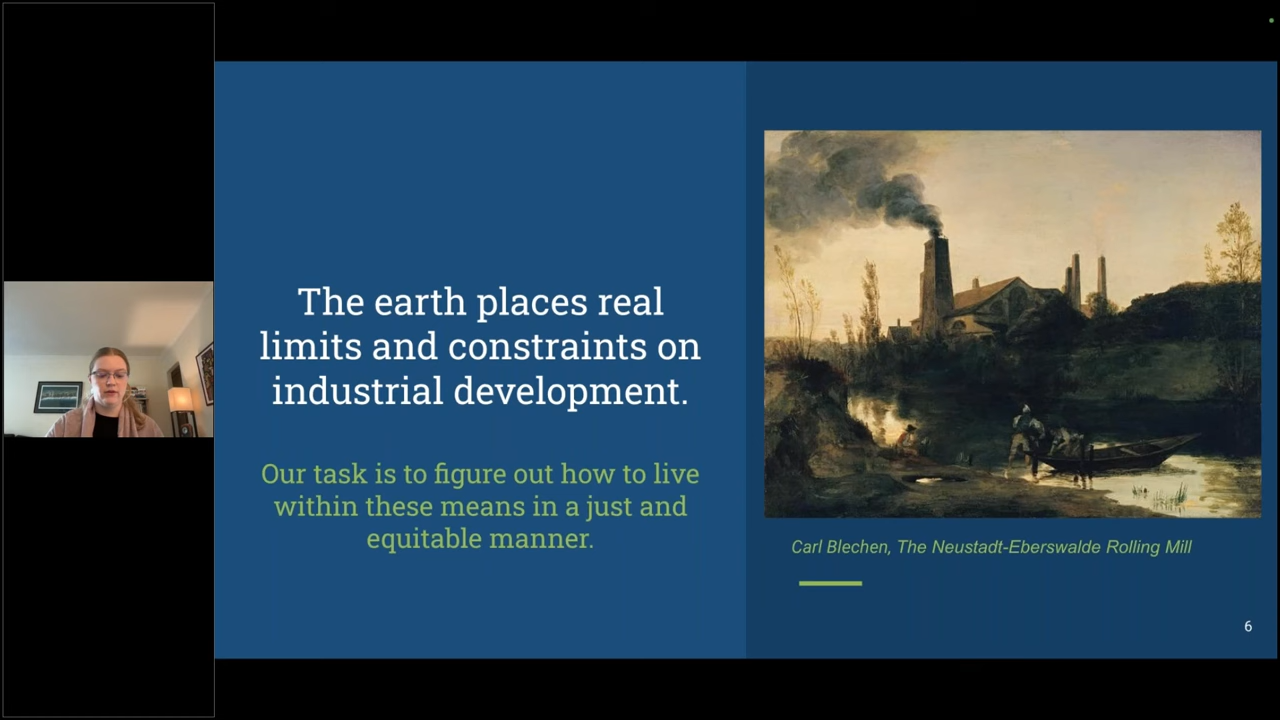 The earth places real
limits and constraints on
industrial development.
Our task is to figure out how to live
within these means in a just and
equitable manner.
Carl Blechen, The Neustadt-Eberswalde Rolling Mill
6